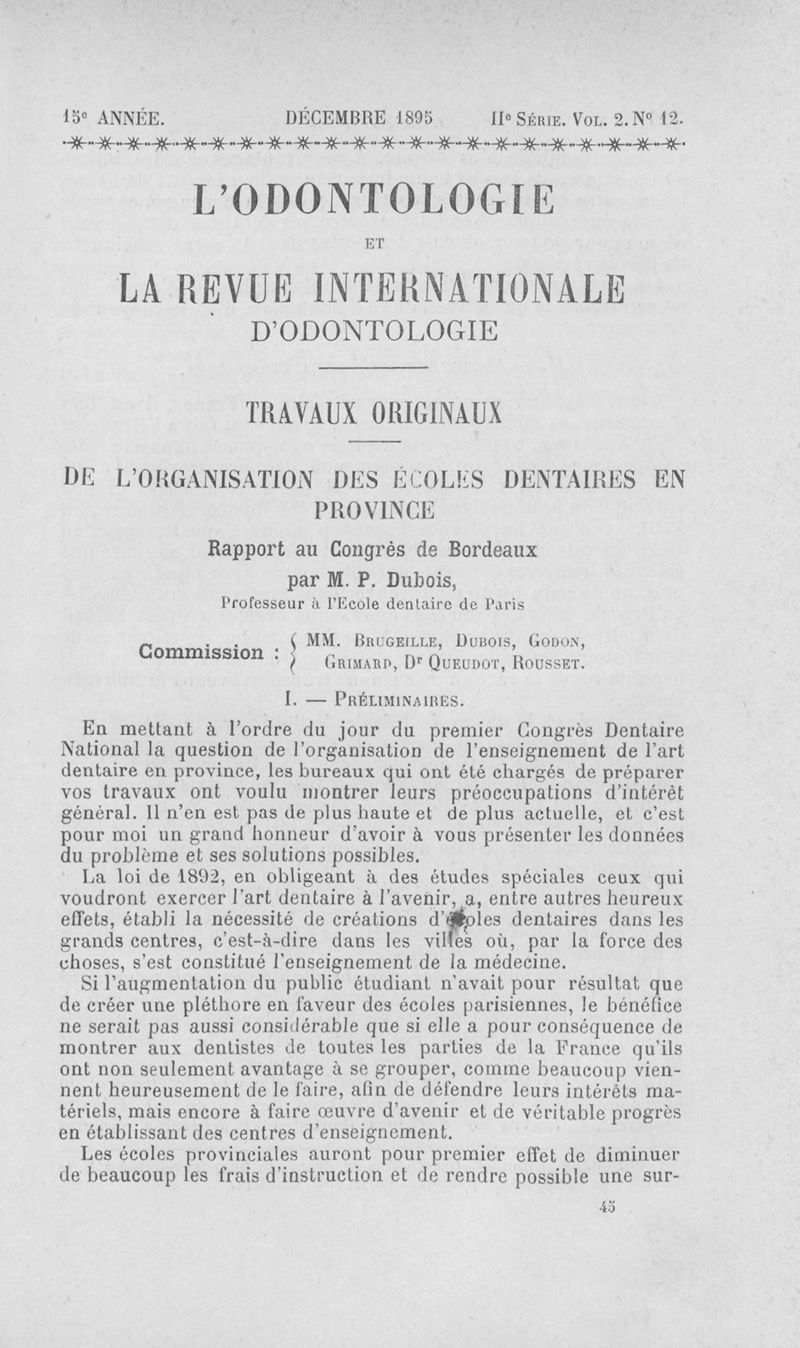 15e ANNÉE. DÉCEMBRE 1895 IIe SÉRIE. VOL. 2. No 12.
L'ODONTOLOGIE
ET
LA REVUE INTERNATIONALE
D'ODONTOLOGIE
TRAVAUX ORIGINAUX
DE L'ORGANISATION DES ÉCOLES DENTAIRES EN
PROVINCE
Rapport au Congrès de Bordeaux
par M. P. Dubois,
Professeur à l'Ecole dentaire de Paris
Commission : { MM. BRUGEILLE, DUBOIS, GODON,
GRIMARD, Dr QUEUDOT, ROUSSET.
I. — PRÉLIMINAIRES.
En mettant à l'ordre du jour du premier Congrès Dentaire
National la question de l'organisation de l'enseignement de l'art
dentaire en province, les bureaux qui ont été chargés de préparer
vos travaux ont voulu montrer leurs préoccupations d'intérêt
général. Il n'en est pas de plus haute et de plus actuelle, et c'est
pour moi un grand honneur d'avoir à vous présenter les données
du problème et ses solutions possibles.
La loi de 1892, en obligeant à des études spéciales ceux qui
voudront exercer l'art dentaire à l'avenir, a, entre autres heureux
effets, établi la nécessité de créations dentaires dans les
grands centres, c'est-à-dire dans les villes où, par la force des
choses, s'est constitué l'enseignement de la médecine.
Si l'augmentation du public étudiant n'avait pour résultat que
de créer une pléthore en faveur des écoles parisiennes, le bénéfice
ne serait pas aussi considérable que si elle a pour conséquence de
montrer aux dentistes de toutes les parties de la France qu'ils
ont non seulement avantage à se grouper, comme beaucoup vien-
nent heureusement de le faire, afin de défendre leurs intérêts ma-
tériels, mais encore à faire œuvre d'avenir et de véritable progrès
en établissant des centres d'enseignement.
Les écoles provinciales auront pour premier effet de diminuer
de beaucoup les frais d'instruction et de rendre possible une sur-
45